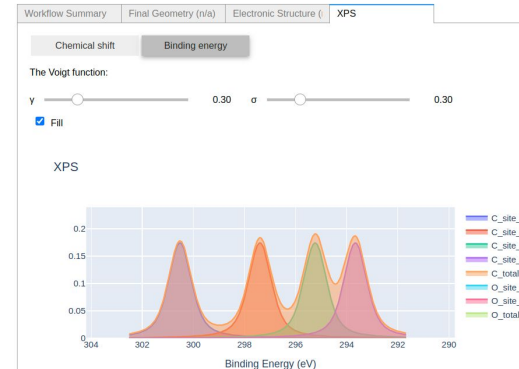 Workflow Summary
Final Geometry (n/a)
Electronic Structure (
XPS
Chemical shift
Binding energy
The Voigt function:
γ 0.30 σ 0.30
Fill
XPS
0.2
0.15
0.1
0.05
0
304 302 300 298 296 294 292 290
Binding Energy (eV)
C_site_
C_site_
C_site_
C_site_
C_total
O_site_
O_site_
O_total